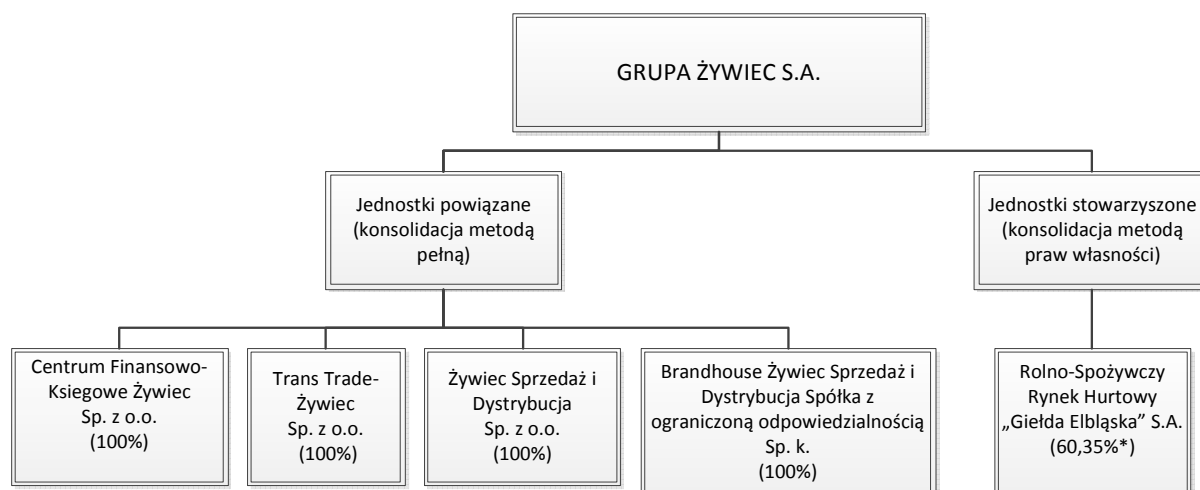 GRUPA ŻYWIEC S.A.
Jednostki powiązane
(konsolidacja metodą
pełną)
Jednostki stowarzyszone
(konsolidacja metodą
praw własności)
Centrum Finansowo-
Ksiegowe Żywiec
Sp. z o.o.
(100%)
Trans Trade-
Żywiec
Sp. z o.o.
(100%)
Żywiec Sprzedaż i
Dystrybucja
Sp. z o.o.
(100%)
Brandhouse Żywiec Sprzedaż i
Dystrybucja Spółka z
ograniczoną odpowiedzialnością
Sp. k.
(100%)
Rolno-Spożywczy
Rynek Hurtowy
„Giełda Elbląska” S.A.
(60,35%*)